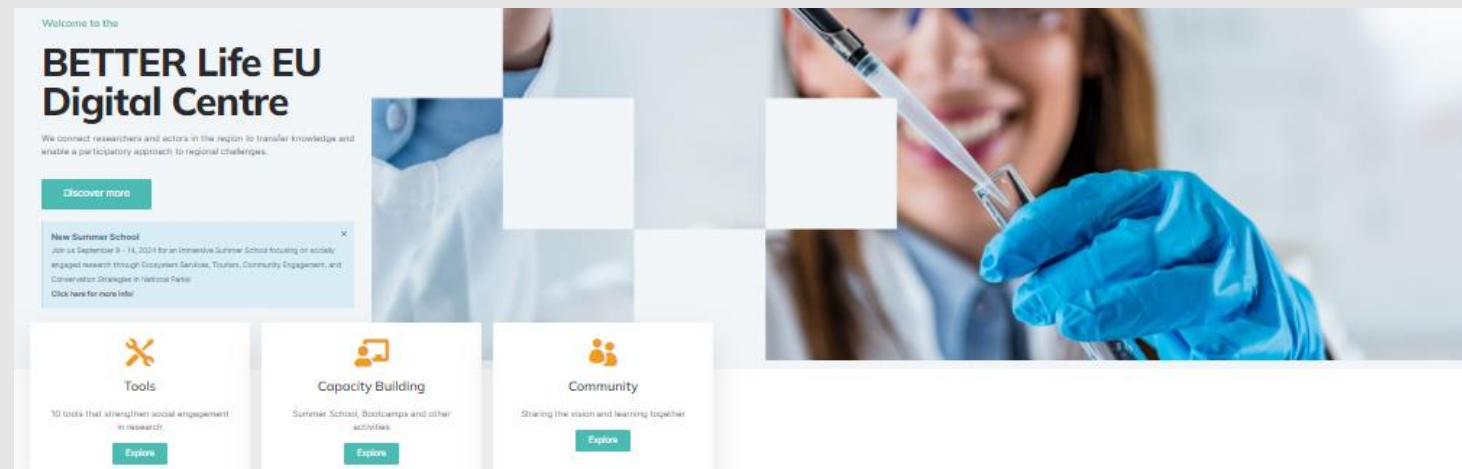 Welcome to the
BETTER Life EU
Digital Centre
We connect researchers and actors in the region to transfer knowledge and
enable a participatory approach to regional challenges.
Discover more
New Summer School
×
Join us September 9 - 14, 2024 for an Immersive Summer School focusing on socially
engaged research through Ecosystem Services, Tourism, Community Engagement, and
Conservation Strategies in National Parks!
Click here for more info!
Tools
10 tools that strengthen social engagement
in research
Explore
Capacity Building
Summer School, Bootcamps and other
activities
Explore
Community
Sharing the vision and learning together
Explore